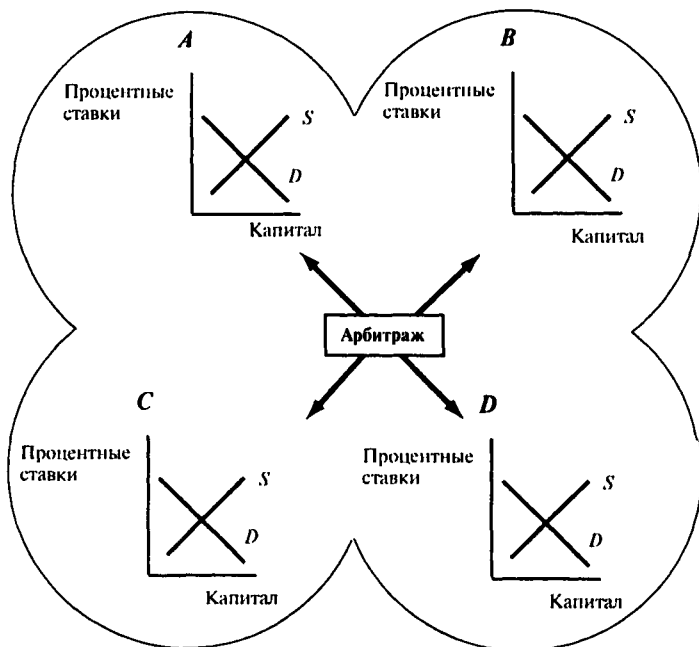 A
Процентные
ставки
S
D
Капитал
B
Процентные
ставки
S
D
Капитал
Арбитраж
C
Процентные
ставки
S
D
Капитал
D
Процентные
ставки
S
D
Капитал